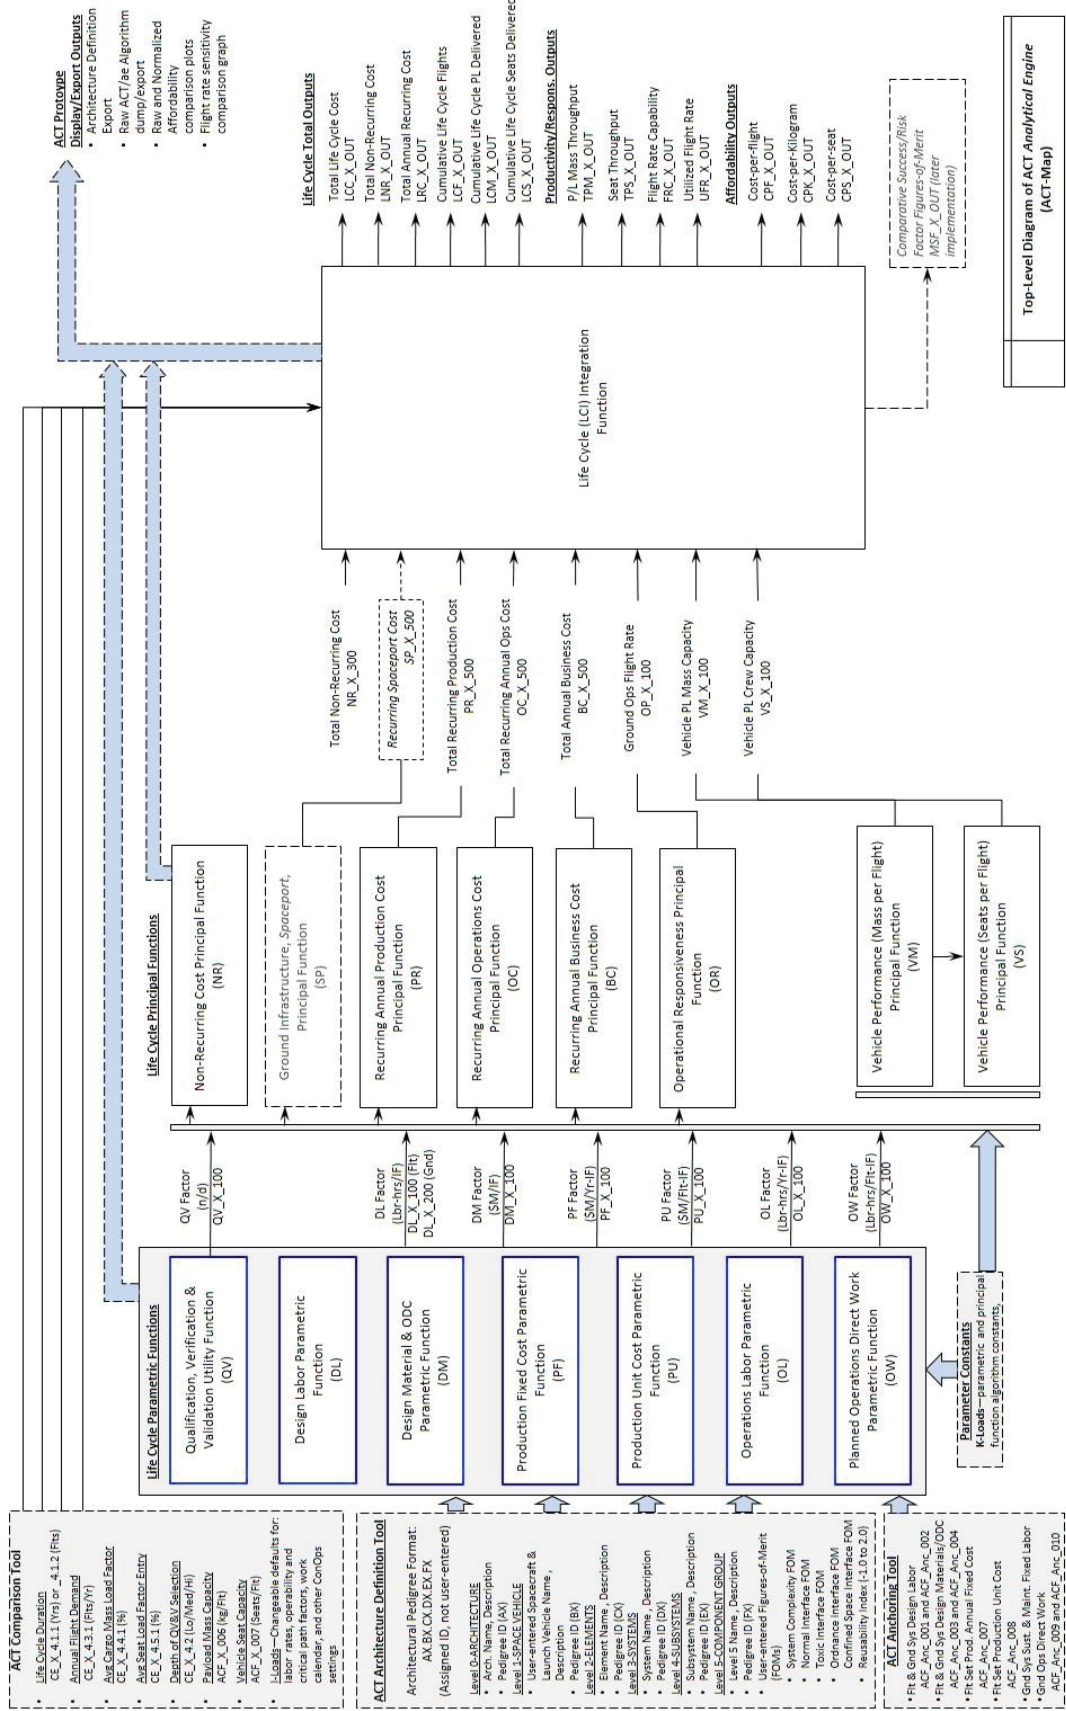 ACT Comparison Tool
• Life Cycle Duration
CE_X_4.1.1 (Yrs) or _4.1.2 (Flts)
• Annual Flight Demand
CE_X_4.3.1 (Flts/Yr)
• Avg Cargo Mass Load Factor
CE_X_4.4.1 (%)
• Avg Seat Load Factor Entry
CE_X_4.5.1 (%)
• Depth of QV&V Selection
CE_X_4.2 (Lo/Med/Hi)
• Payload Mass Capacity
ACF_X_006 (kg/Flt)
• Vehicle Seat Capacity
ACF_X_007 (Seats/Flt)
• I-Loads—Changeable defaults for:
labor rates, operability and
critical path factors, work
calendar, and other ConOps
settings
ACT Architecture Definition Tool
Architectural Pedigree Format:
AX.BX.CX.DX.EX.FX
(Assigned ID, not user-entered)
Level 0-ARCHITECTURE
• Arch. Name, Description
• Pedigree ID (AX)
Level 1-SPACE VEHICLE
• User-entered Spacecraft &
Launch Vehicle Name ,
Description
• Pedigree ID (BX)
Level 2-ELEMENTS
• Element Name , Description
• Pedigree ID (CX)
Level 3-SYSTEMS
• System Name , Description
• Pedigree ID (DX)
Level 4-SUBSYSTEMS
• Subsystem Name , Description
• Pedigree ID (EX)
Level 5-COMPONENT GROUP
• Level 5 Name , Description
• Pedigree ID (FX)
• User-entered Figures-of-Merit
(FOMs)
• System Complexity FOM
• Normal Interface FOM
• Toxic Interface FOM
• Ordnance Interface FOM
• Confined Space Interface FOM
• Reusability Index (-1.0 to 2.0)
ACT Anchoring Tool
• Flt & Gnd Sys Design Labor
ACF_Anc_001 and ACF_Anc_002
• Flt & Gnd Sys Design Materials/ODC
ACF_Anc_003 and ACF_Anc_004
• Flt Set Prod. Annual Fixed Cost
ACF_Anc_007
• Flt Set Production Unit Cost
ACF_Anc_008
• Gnd Sys Sust. & Maint. Fixed Labor
• Gnd Ops Direct Work
ACF_Anc_009 and ACF_Anc_010
Life Cycle Parametric Functions
Qualification, Verification &
Validation Utility Function
(QV)
Design Labor Parametric
Function
(DL)
Design Material & ODC
Parametric Function
(DM)
Production Fixed Cost Parametric
Function
(PF)
Production Unit Cost Parametric
Function
(PU)
Operations Labor Parametric
Function
(OL)
Planned Operations Direct Work
Parametric Function
(OW)
Parameter Constants
K-Loads—parametric and principal
function algorithm constants,
QV Factor
(n/d)
QV_X_100
DL Factor
(Lbr-hrs/IF)
DL_X_100 (Flt)
DL_X_200 (Gnd)
DM Factor
($M/IF)
DM_X_100
PF Factor
($M/Yr-IF)
PF_X_100
PU Factor
($M/Flt-IF)
PU_X_100
OL Factor
(Lbr-hrs/Yr-IF)
OL_X_100
OW Factor
(Lbr-hrs/Flt-IF)
OW_X_100
Life Cycle Principal Functions
Non-Recurring Cost Principal Function
(NR)
Ground Infrastructure, Spaceport,
Principal Function
(SP)
Recurring Annual Production Cost
Principal Function
(PR)
Recurring Annual Operations Cost
Principal Function
(OC)
Recurring Annual Business Cost
Principal Function
(BC)
Operational Responsiveness Principal
Function
(OR)
Vehicle Performance (Mass per Flight)
Principal Function
(VM)
Vehicle Performance (Seats per Flight)
Principal Function
(VS)
Total Non-Recurring Cost
NR_X_300
Recurring Spaceport Cost
SP_X_500
Total Recurring Production Cost
PR_X_500
Total Recurring Annual Ops Cost
OC_X_500
Total Annual Business Cost
BC_X_500
Ground Ops Flight Rate
OP_X_100
Vehicle PL Mass Capacity
VM_X_100
Vehicle PL Crew Capacity
VS_X_100
Life Cycle (LCI) Integration
Function
ACT Protoype
Display/Export Outputs
• Architecture Definition
Export
• Raw ACT/ae Algorithm
dump/export
• Raw and Normalized
Affordability
comparison plots
• Flight rate sensitivity
comparison graph
Life Cycle Total Outputs
Total Life Cycle Cost
LCC_X_OUT
Total Non-Recurring Cost
LNR_X_OUT
Total Annual Recurring Cost
LRC_X_OUT
Cumulative Life Cycle Flights
LCF_X_OUT
Cumulative Life Cycle PL Delivered
LCM_X_OUT
Cumulative Life Cycle Seats Delivered
LCS_X_OUT
Productivity/Respons. Outputs
P/L Mass Throughput
TPM_X_OUT
Seat Throughput
TPS_X_OUT
Flight Rate Capability
FRC_X_OUT
Utilized Flight Rate
UFR_X_OUT
Affordability Outputs
Cost-per-flight
CPF_X_OUT
Cost-per-Kilogram
CPK_X_OUT
Cost-per-seat
CPS_X_OUT
Comparative Success/Risk
Factor Figures-of-Merit
MSF_X_OUT (later
implementation)
Top-Level Diagram of ACT Analytical Engine
(ACT-Map)